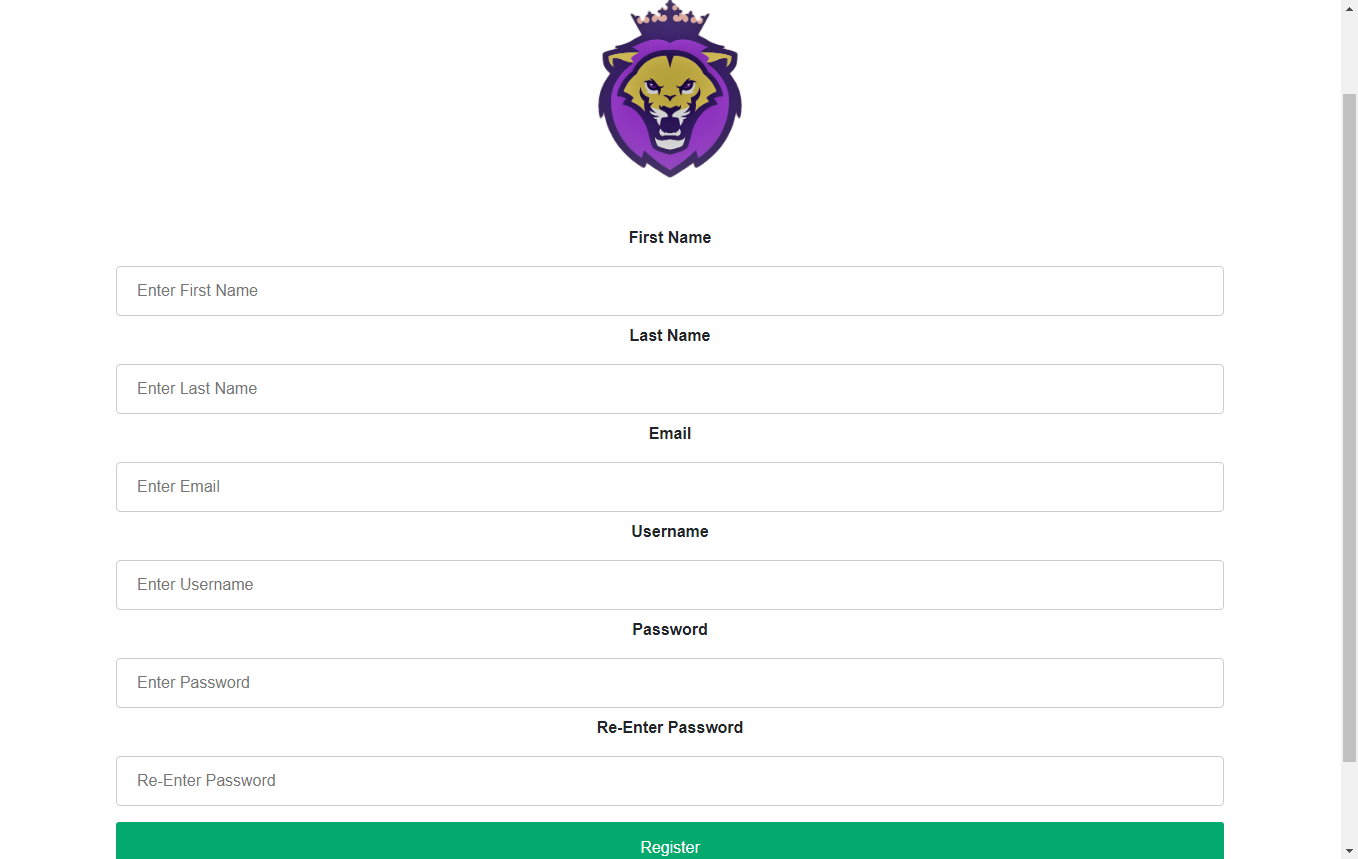 First Name
Enter First Name
Last Name
Enter Last Name
Email
Enter Email
Username
Enter Username
Password
Enter Password
Re-Enter Password
Re-Enter Password
Register